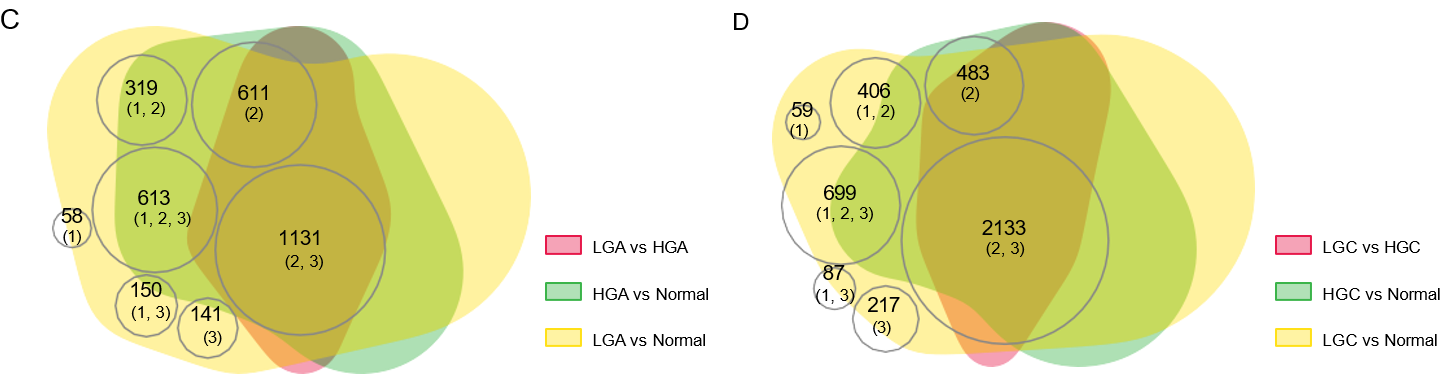 C
319
(1, 2)
611
(2)
613
(1, 2, 3)
58
(1)
1131
(2, 3)
150
(1, 3)
141
(3)
LGA vs HGA
HGA vs Normal
LGA vs Normal
D
59
(1)
406
(1, 2)
483
(2)
699
(1, 2, 3)
2133
(2, 3)
87
(1, 3)
217
(3)
LGC vs HGC
HGC vs Normal
LGC vs Normal